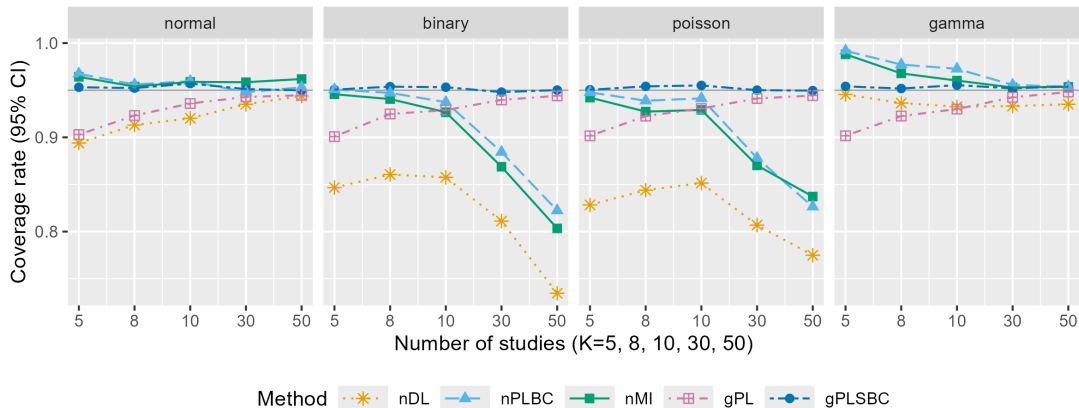 normal binary poisson gamma
1.0
0.9
0.8
Coverage rate (95% CI)
5 8 10 30 50 5 8 10 30 50 5 8 10 30 50 5 8 10 30 50
Number of studies (K=5, 8, 10, 30, 50)
Method nDL nPLBC nMI gPL gPLSBC